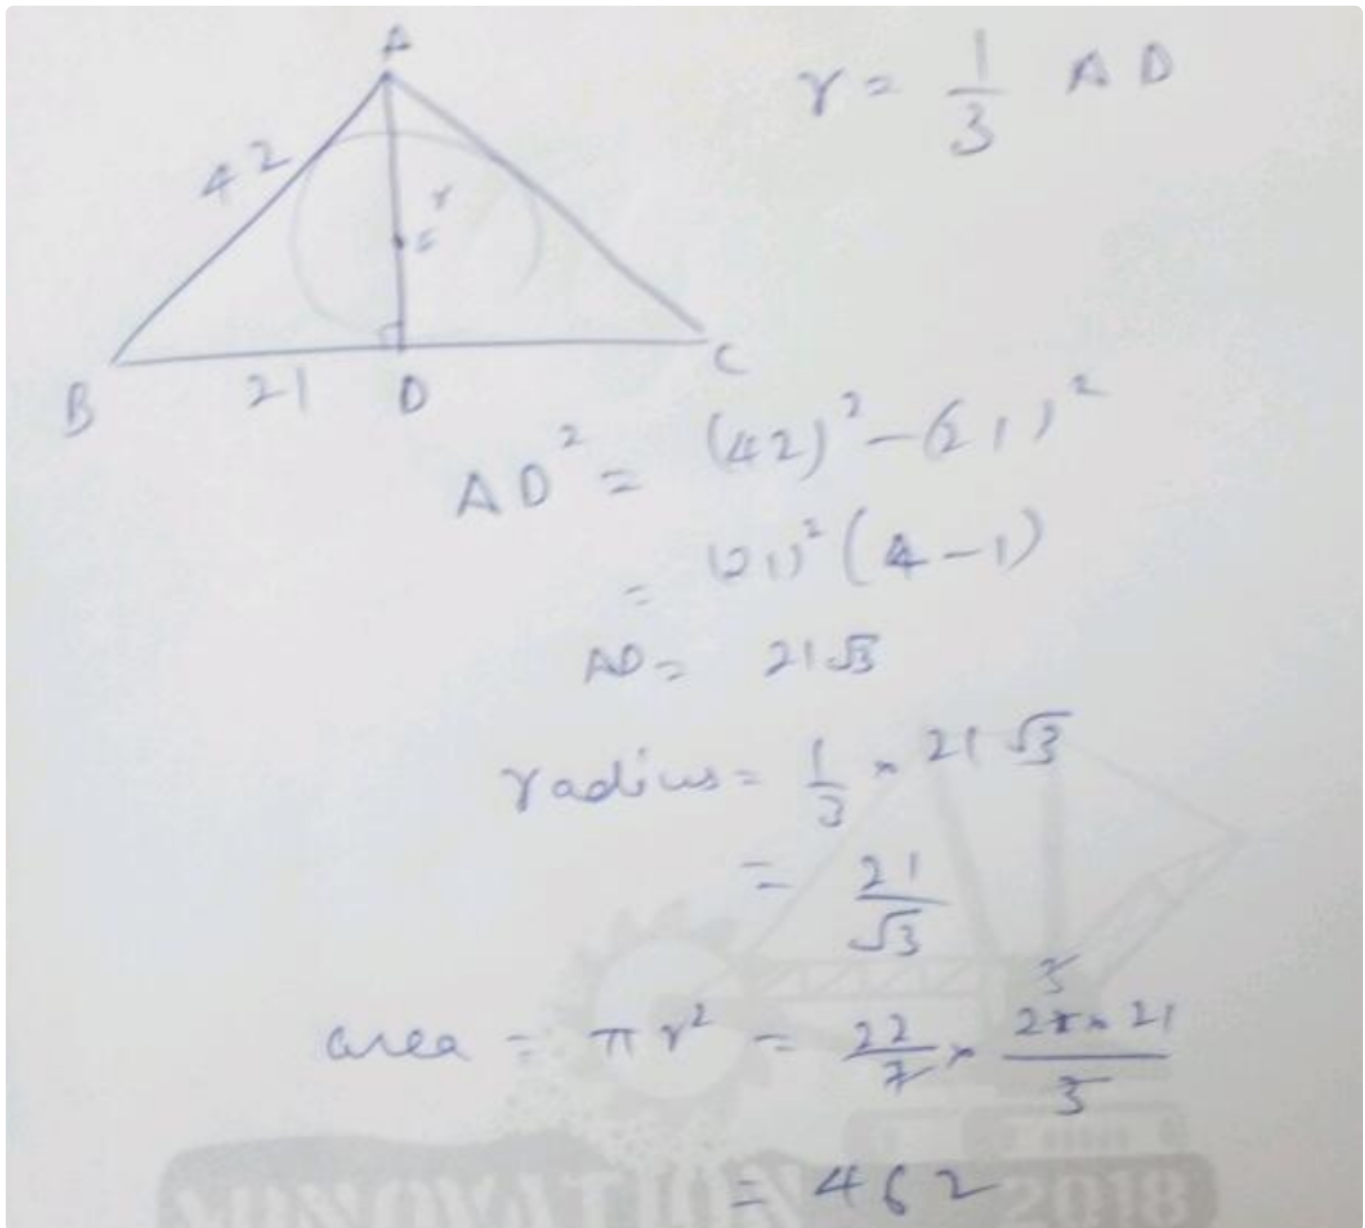 A
r = 1/3 AD
42
r
B 21 D C
AD² = (42)² - (21)²
= (21)² (4 - 1)
AD = 21√3
radius = 1/3 × 21√3
= 21/√3
area = πr² = 22/7 × 21 × 21/3
= 462
2018